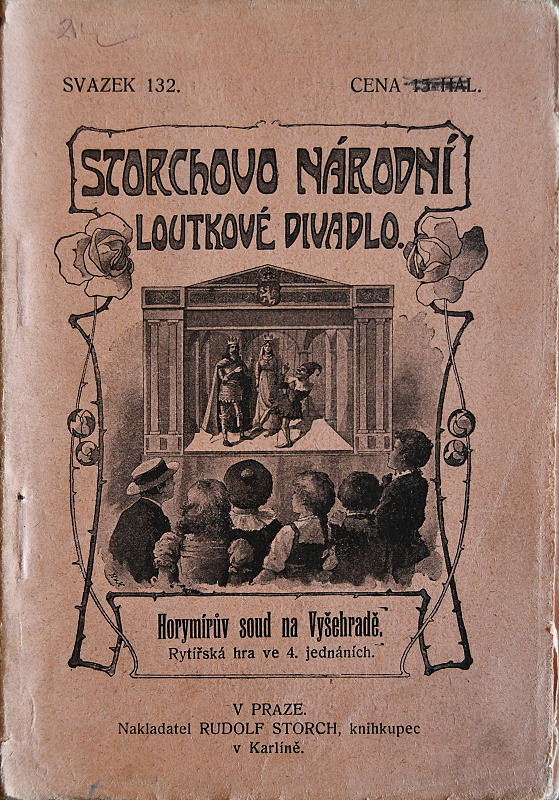 SVAZEK 132. CENA 15 HAL.
STORCHOVO NÁRODNÍ
LOUTKOVÉ DIVADLO.
Horymírův soud na Vyšehradě.
Rytířská hra ve 4. jednáních.
V PRAZE.
Nakladatel RUDOLF STORCH, knihkupec
v Karlíně.